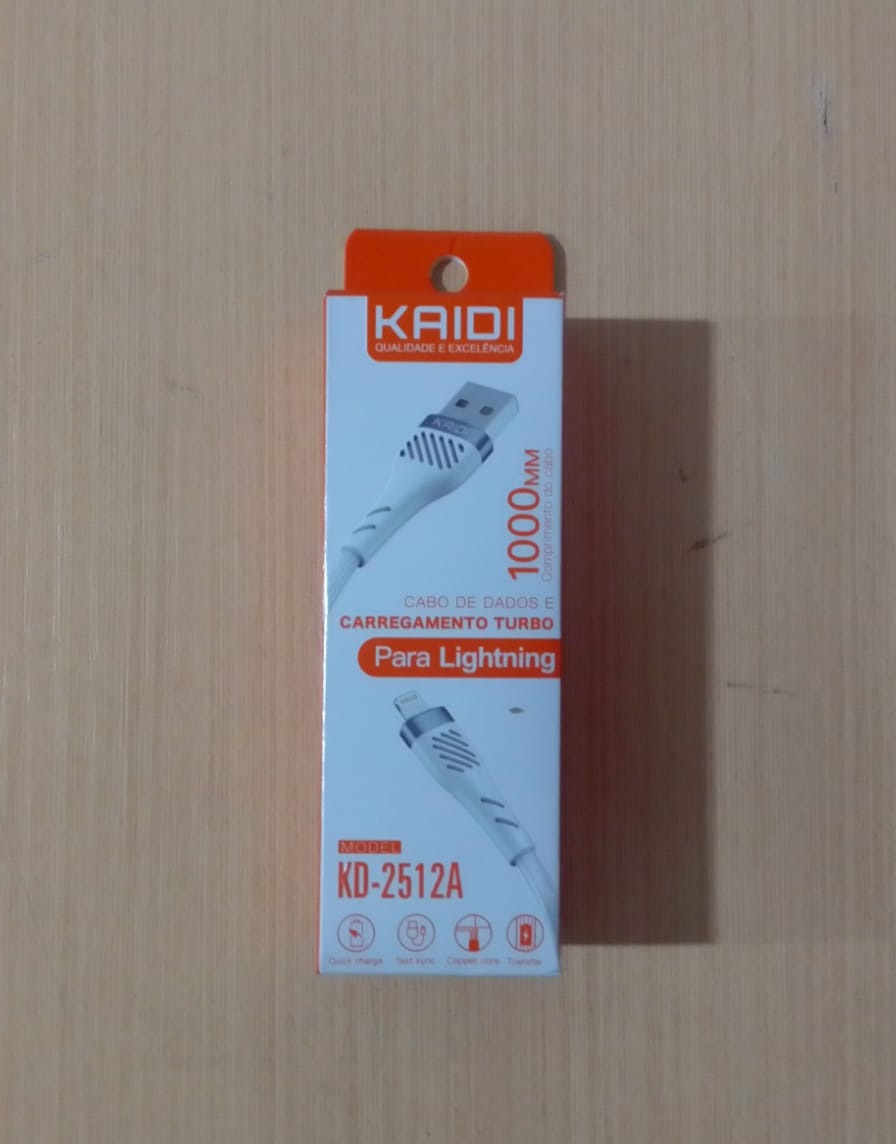 KAIDI
QUALIDADE E EXCELÊNCIA
KAIDI
1000MM
Comprimento do cabo
CABO DE DADOS E
CARREGAMENTO TURBO
Para Lightning
MODEL
KD-2512A
Quick charge
fast sync
Copper core
Transfer